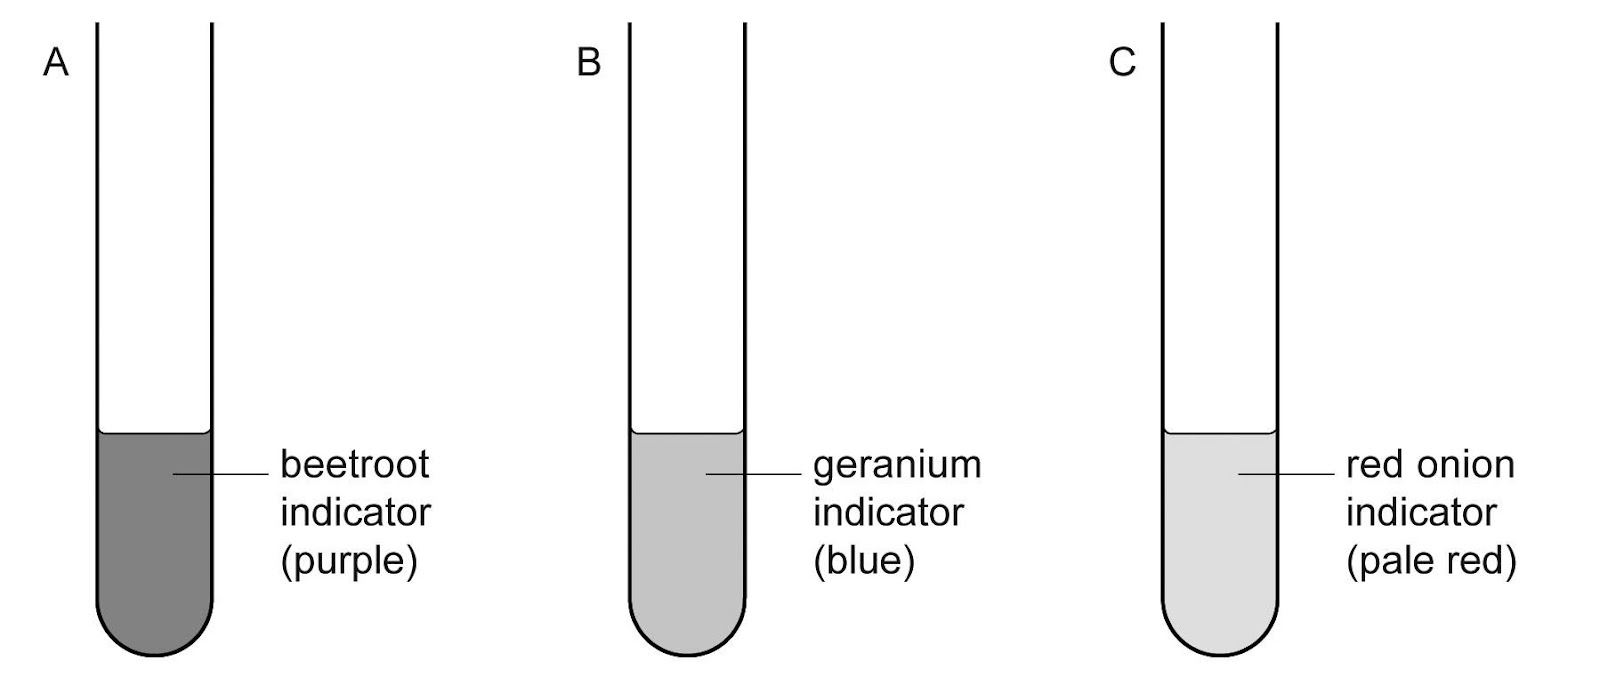 A
beetroot
indicator
(purple)
B
geranium
indicator
(blue)
C
red onion
indicator
(pale red)